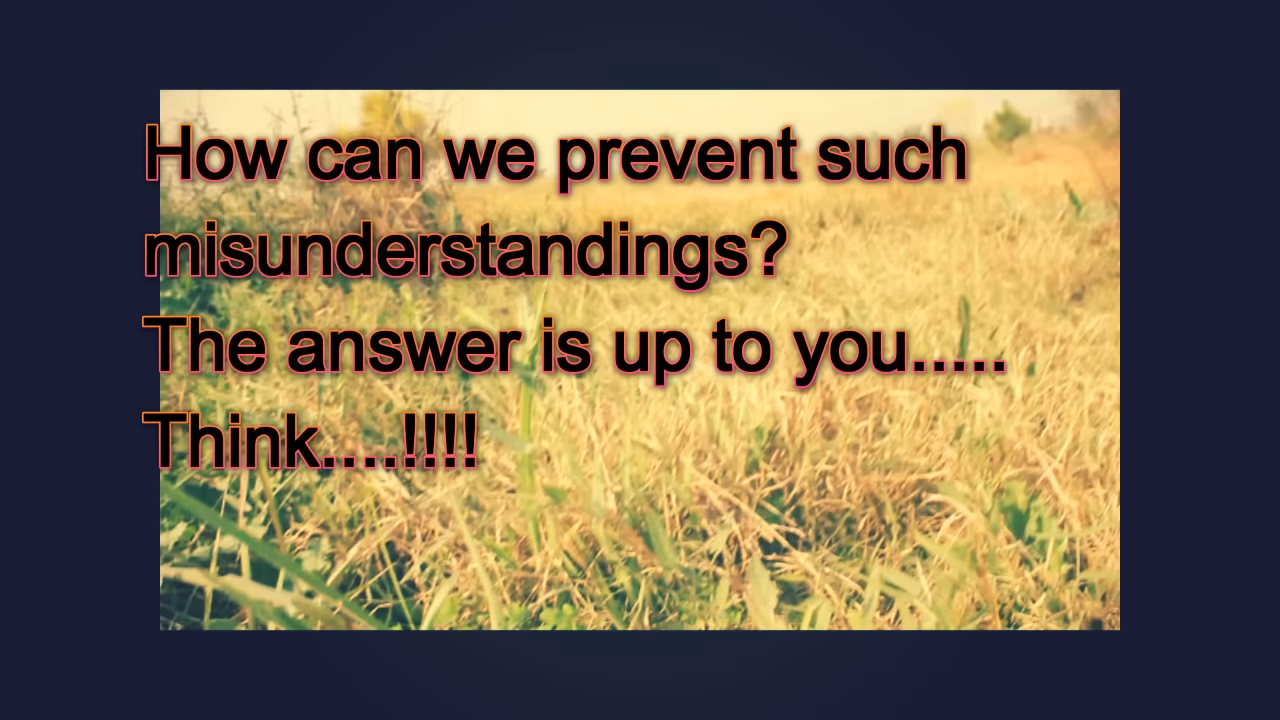 How can we prevent such
misunderstandings?
The answer is up to you.....
Think....!!!!